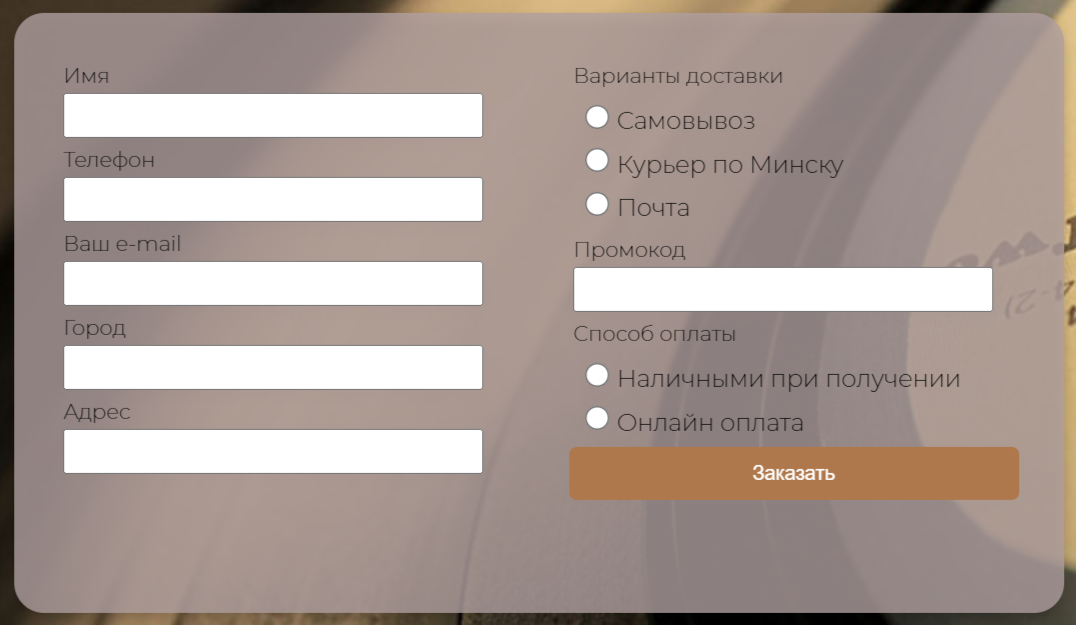 Имя
Телефон
Ваш e-mail
Город
Адрес
Варианты доставки
Самовывоз
Курьер по Минску
Почта
Промокод
Способ оплаты
Наличными при получении
Онлайн оплата
Заказать